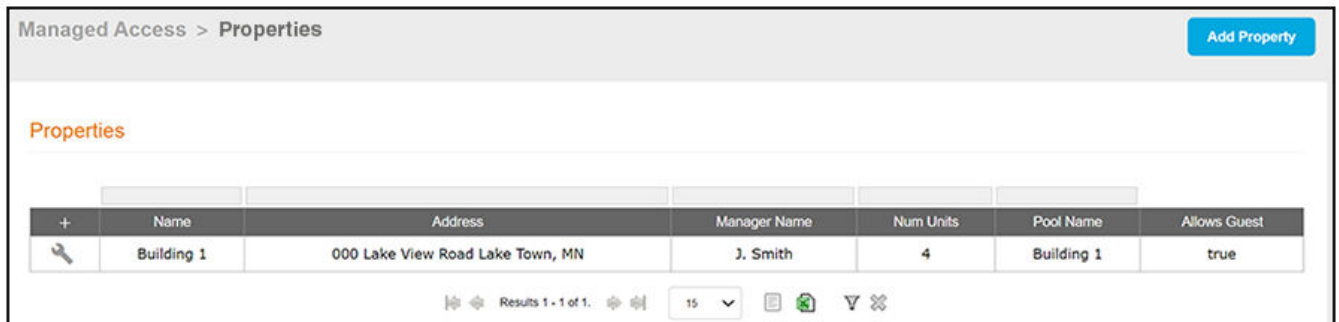 Managed Access > Properties
Add Property
Properties
+ Name Address Manager Name Num Units Pool Name Allows Guest
Building 1 000 Lake View Road Lake Town, MN J. Smith 4 Building 1 true
Results 1 - 1 of 1. 15